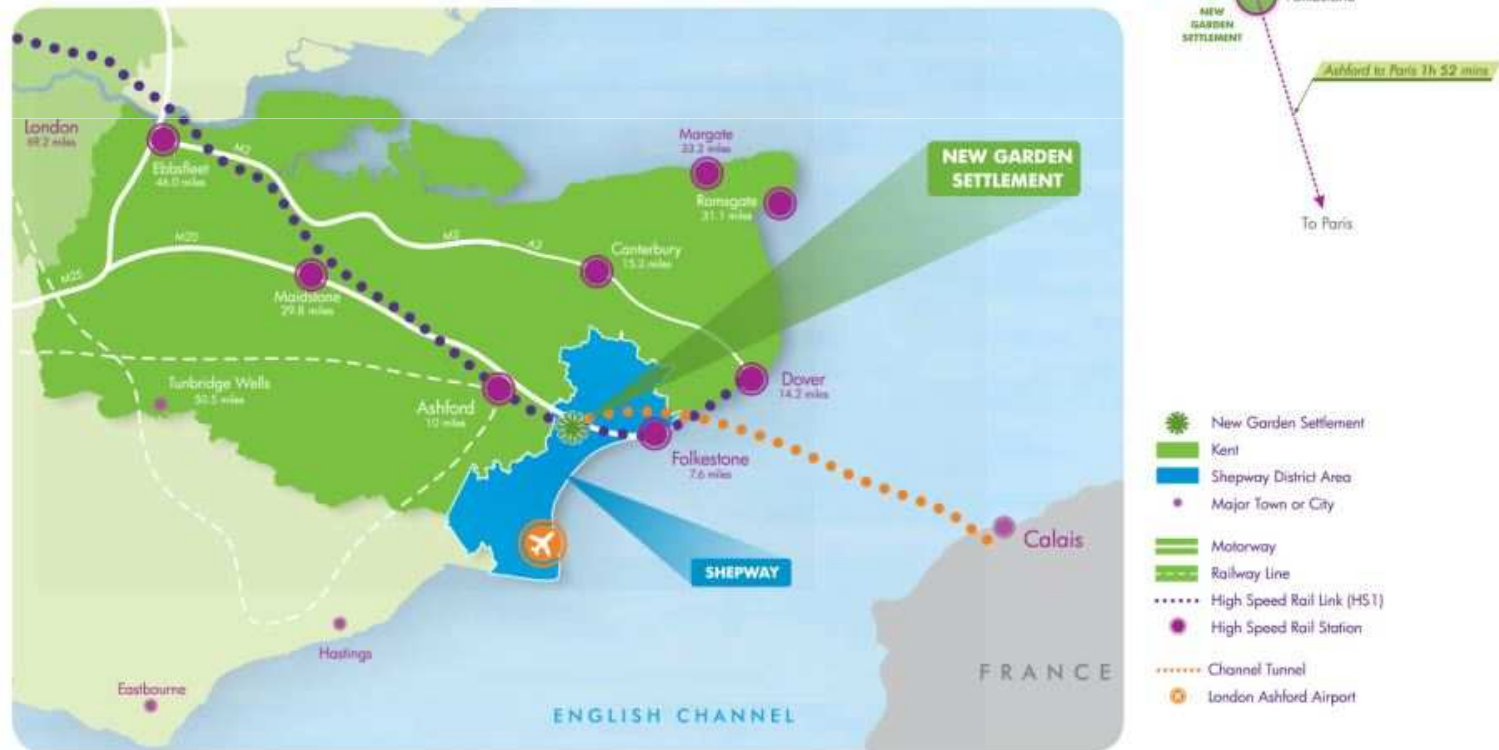 London
69.2 miles
Ebbsfleet
46.0 miles
M2
M20
M25
Maidstone
29.8 miles
M2
A2
Margate
33.2 miles
Ramsgate
31.1 miles
Canterbury
15.2 miles
NEW GARDEN
SETTLEMENT
Tunbridge Wells
50.5 miles
Ashford
10 miles
Dover
14.2 miles
Folkestone
7.6 miles
SHEPWAY
Calais
Hastings
Eastbourne
ENGLISH CHANNEL
FRANCE
NEW
GARDEN
SETTLEMENT
Ashford to Paris 1h 52 mins
To Paris
New Garden Settlement
Kent
Shepway District Area
Major Town or City
Motorway
Railway Line
High Speed Rail Link (HS1)
High Speed Rail Station
Channel Tunnel
London Ashford Airport